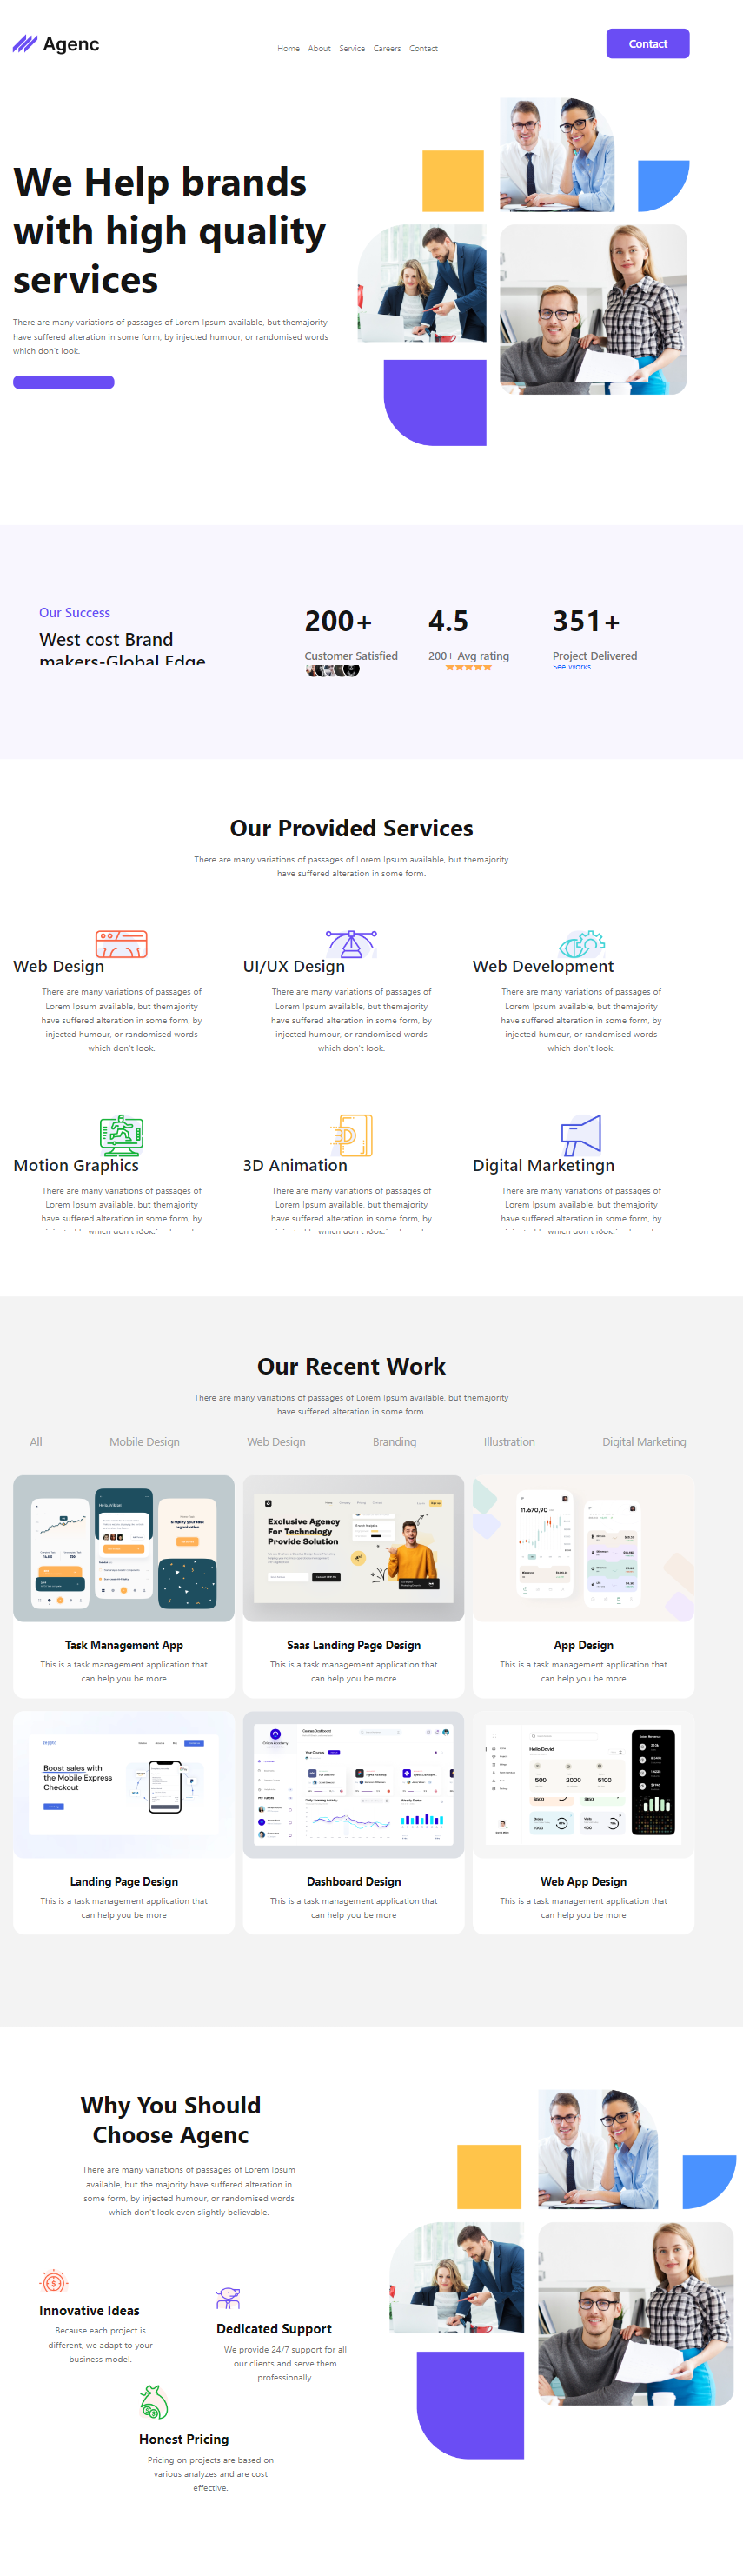 Agenc
Home About Service Careers Contact
Contact
We Help brands
with high quality
services
There are many variations of passages of Lorem Ipsum available, but themajority
have suffered alteration in some form, by injected humour, or randomised words
which don't look.
Our Success
West cost Brand
makers-Global Edge
200+
Customer Satisfied
4.5
200+ Avg rating
351+
Project Delivered
See Works
Our Provided Services
There are many variations of passages of Lorem Ipsum available, but themajority
have suffered alteration in some form.
Web Design
There are many variations of passages of
Lorem Ipsum available, but themajority
have suffered alteration in some form, by
injected humour, or randomised words
which don't look.
UI/UX Design
There are many variations of passages of
Lorem Ipsum available, but themajority
have suffered alteration in some form, by
injected humour, or randomised words
which don't look.
Web Development
There are many variations of passages of
Lorem Ipsum available, but themajority
have suffered alteration in some form, by
injected humour, or randomised words
which don't look.
Motion Graphics
There are many variations of passages of
Lorem Ipsum available, but themajority
have suffered alteration in some form, by
3D Animation
There are many variations of passages of
Lorem Ipsum available, but themajority
have suffered alteration in some form, by
Digital Marketingn
There are many variations of passages of
Lorem Ipsum available, but themajority
have suffered alteration in some form, by
Our Recent Work
There are many variations of passages of Lorem Ipsum available, but themajority
have suffered alteration in some form.
All Mobile Design Web Design Branding Illustration Digital Marketing
Exclusive Agency
For Technology
Provide Solution
11.670,90
Task Management App
This is a task management application that
can help you be more
Saas Landing Page Design
This is a task management application that
can help you be more
App Design
This is a task management application that
can help you be more
Boost sales with
the Mobile Express
Checkout
Hello David
500 2000 5100
Landing Page Design
This is a task management application that
can help you be more
Dashboard Design
This is a task management application that
can help you be more
Web App Design
This is a task management application that
can help you be more
Why You Should
Choose Agenc
There are many variations of passages of Lorem Ipsum
available, but the majority have suffered alteration in
some form, by injected humour, or randomised words
which don't look even slightly believable.
Innovative Ideas
Because each project is
different, we adapt to your
business model.
Dedicated Support
We provide 24/7 support for all
our clients and serve them
professionally.
Honest Pricing
Pricing on projects are based on
various analyzes and are cost
effective.